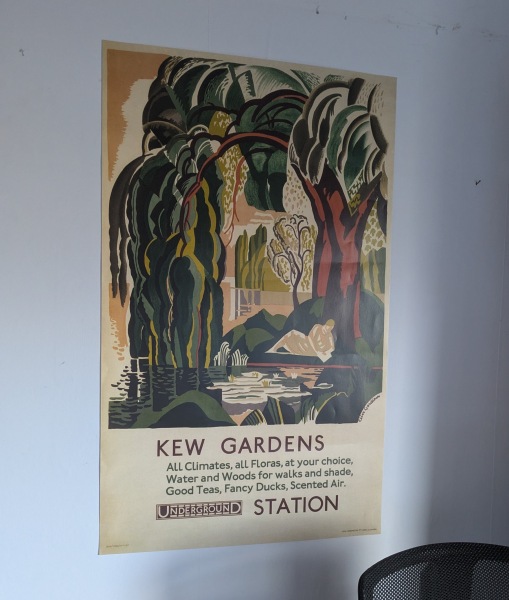 KEW GARDENS
All Climates, all Floras, at your choice,
Water and Woods for walks and shade,
Good Teas, Fancy Ducks, Scented Air.
UNDERGROUND STATION